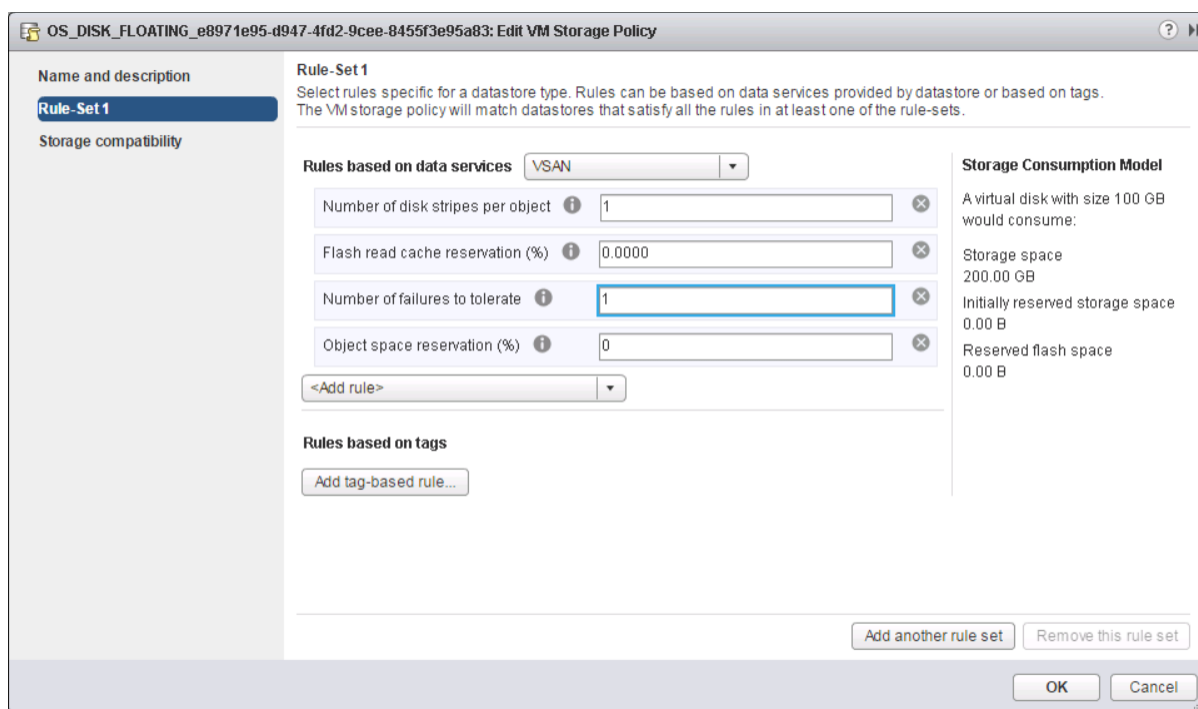 OS_DISK_FLOATING_e8971e95-d947-4fd2-9cee-8455f3e95a83: Edit VM Storage Policy
?
Name and description
Rule-Set 1
Storage compatibility
Rule-Set 1
Select rules specific for a datastore type. Rules can be based on data services provided by datastore or based on tags.
The VM storage policy will match datastores that satisfy all the rules in at least one of the rule-sets.
Rules based on data services VSAN
Number of disk stripes per object 1
Flash read cache reservation (%) 0.0000
Number of failures to tolerate 1
Object space reservation (%) 0
<Add rule>
Rules based on tags
Add tag-based rule...
Storage Consumption Model
A virtual disk with size 100 GB
would consume:
Storage space
200.00 GB
Initially reserved storage space
0.00 B
Reserved flash space
0.00 B
Add another rule set Remove this rule set
OK Cancel